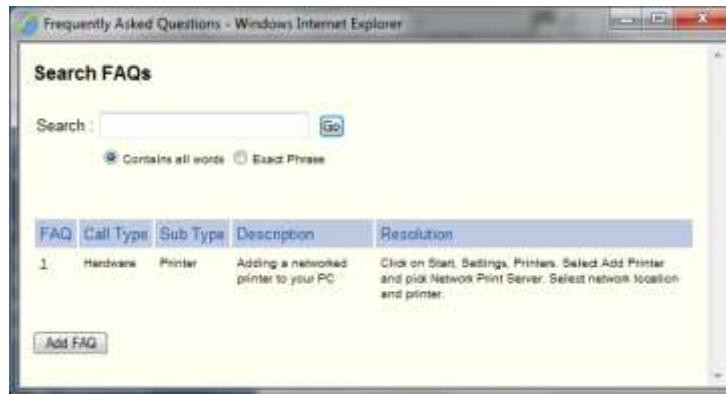 Frequently Asked Questions - Windows Internet Explorer
Search FAQs
Search :
Go
Contains all words Exact Phrase
FAQ Call Type Sub Type Description Resolution
1 Hardware Printer Adding a networked Click on Start, Settings, Printers. Select Add Printer
printer to your PC and pick Network Print Server. Select network location
and printer.
Add FAQ